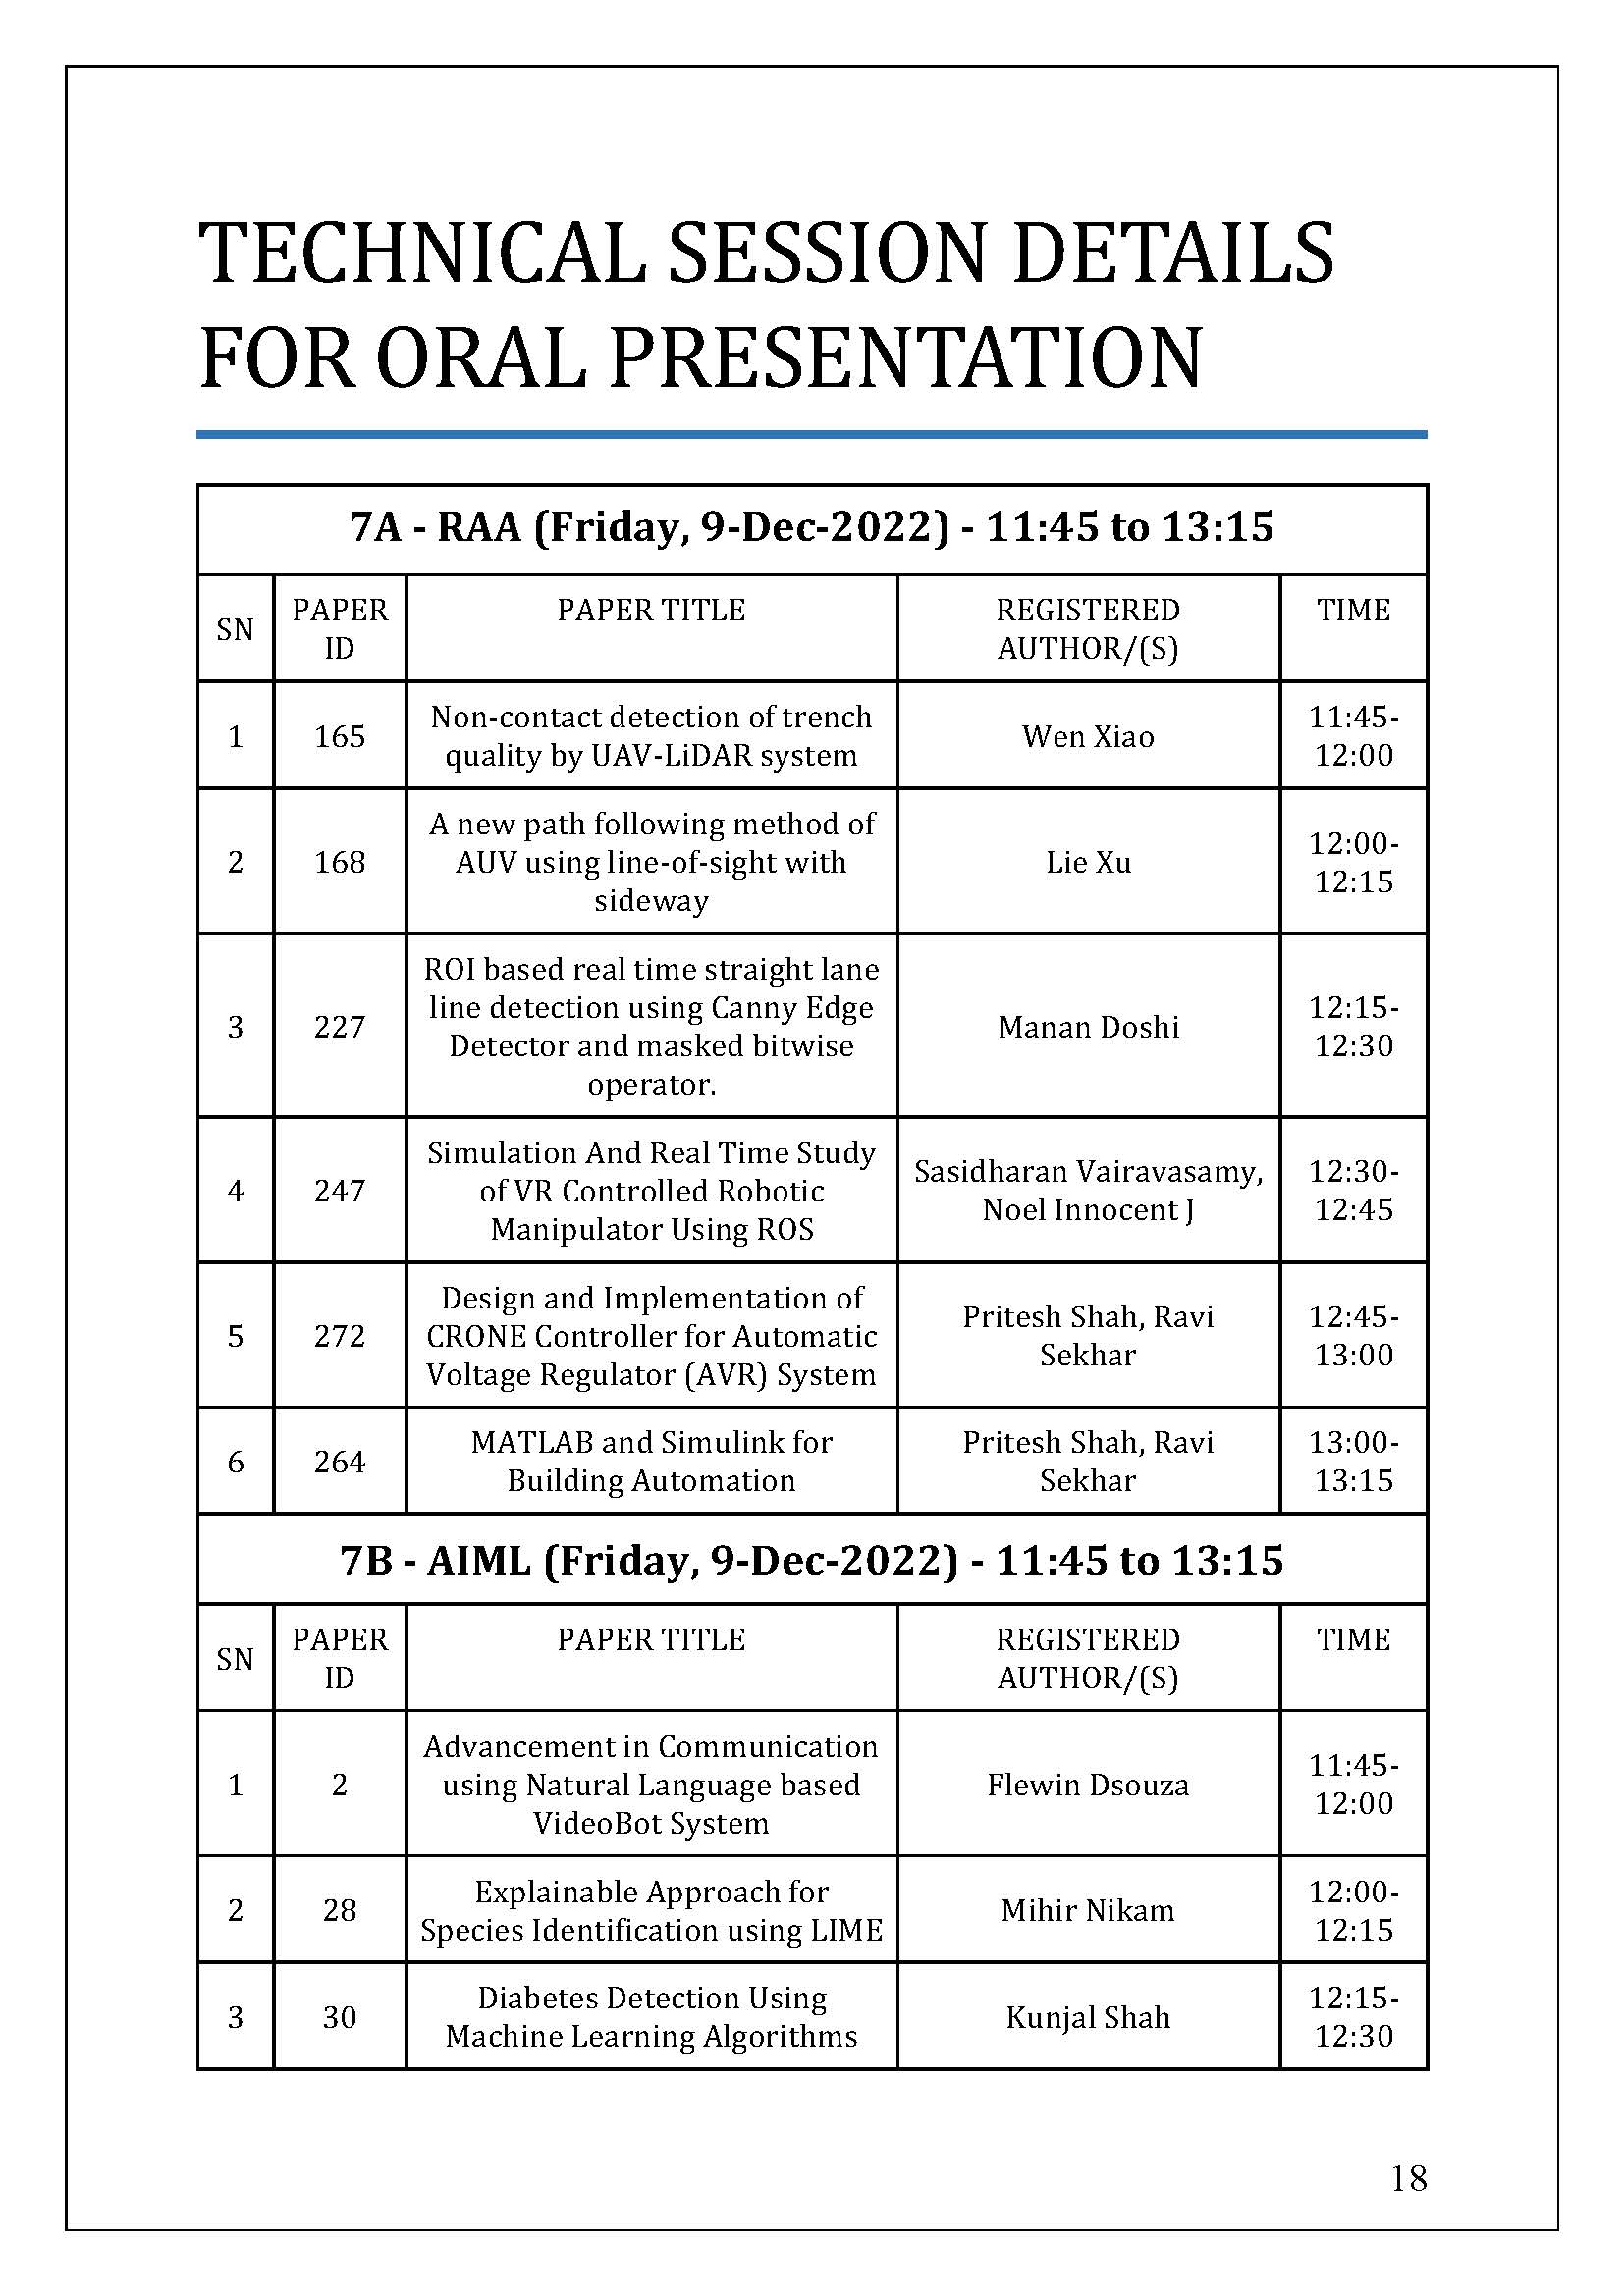 TECHNICAL SESSION DETAILS
FOR ORAL PRESENTATION
7A - RAA (Friday, 9-Dec-2022) - 11:45 to 13:15
SN
PAPER
ID
PAPER TITLE
REGISTERED
AUTHOR/(S)
TIME
1
165
Non-contact detection of trench
quality by UAV-LiDAR system
Wen Xiao
11:45-
12:00
2
168
A new path following method of
AUV using line-of-sight with
sideway
Lie Xu
12:00-
12:15
3
227
ROI based real time straight lane
line detection using Canny Edge
Detector and masked bitwise
operator.
Manan Doshi
12:15-
12:30
4
247
Simulation And Real Time Study
of VR Controlled Robotic
Manipulator Using ROS
Sasidharan Vairavasamy,
Noel Innocent J
12:30-
12:45
5
272
Design and Implementation of
CRONE Controller for Automatic
Voltage Regulator (AVR) System
Pritesh Shah, Ravi
Sekhar
12:45-
13:00
6
264
MATLAB and Simulink for
Building Automation
Pritesh Shah, Ravi
Sekhar
13:00-
13:15
7B - AIML (Friday, 9-Dec-2022) - 11:45 to 13:15
SN
PAPER
ID
PAPER TITLE
REGISTERED
AUTHOR/(S)
TIME
1
2
Advancement in Communication
using Natural Language based
VideoBot System
Flewin Dsouza
11:45-
12:00
2
28
Explainable Approach for
Species Identification using LIME
Mihir Nikam
12:00-
12:15
3
30
Diabetes Detection Using
Machine Learning Algorithms
Kunjal Shah
12:15-
12:30
18